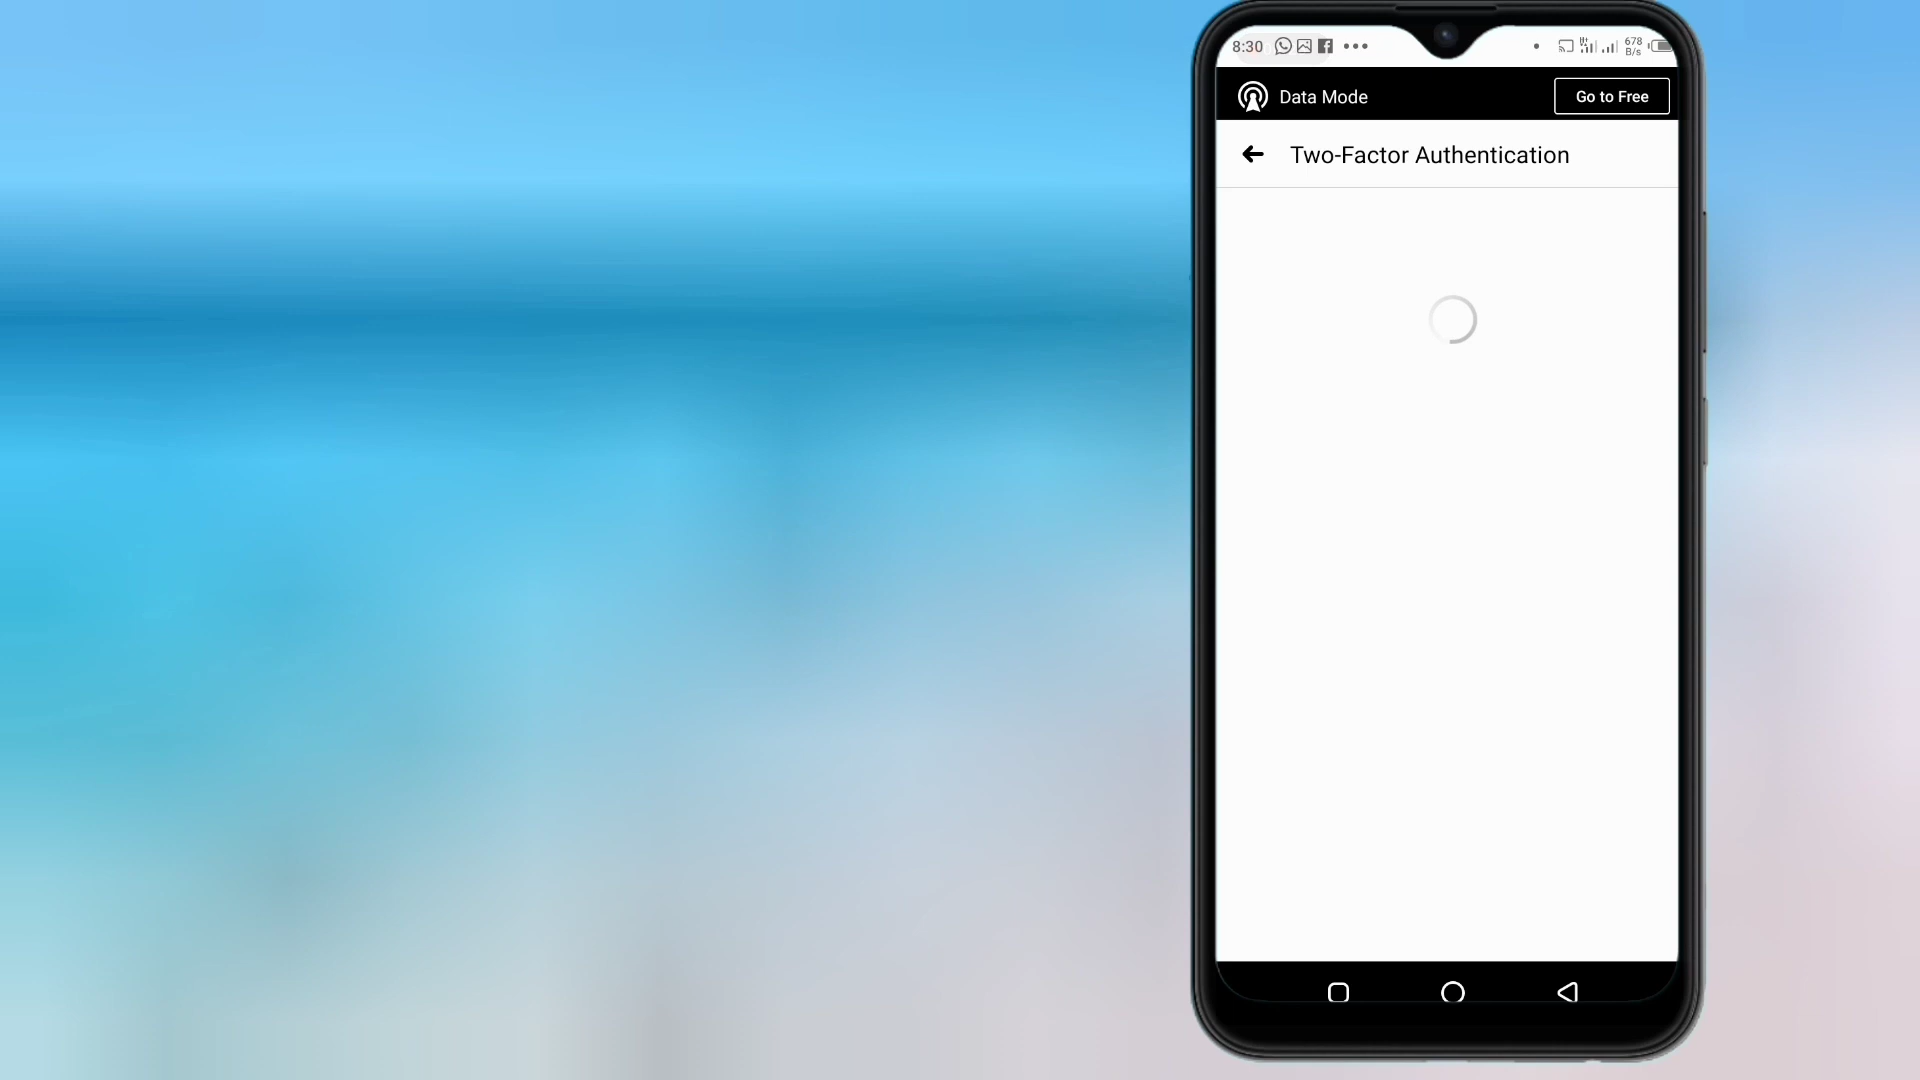 8:30
678
B/s
Data Mode
Go to Free
Two-Factor Authentication